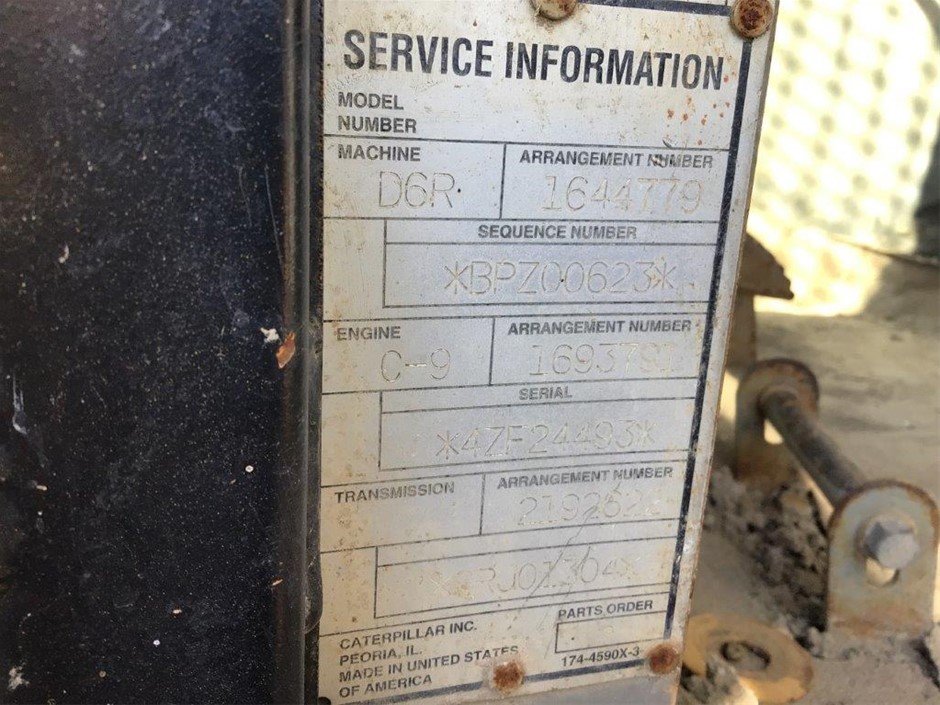 SERVICE INFORMATION
MODEL
NUMBER
MACHINE ARRANGEMENT NUMBER
D6R 1644779
SEQUENCE NUMBER
*BPZ00623*
ENGINE ARRANGEMENT NUMBER
C-9 1693791
SERIAL
*4ZF24493*
TRANSMISSION ARRANGEMENT NUMBER
CATERPILLAR INC.
PEORIA, IL.
MADE IN UNITED STATES
OF AMERICA
PARTS ORDER
174-4590X-3